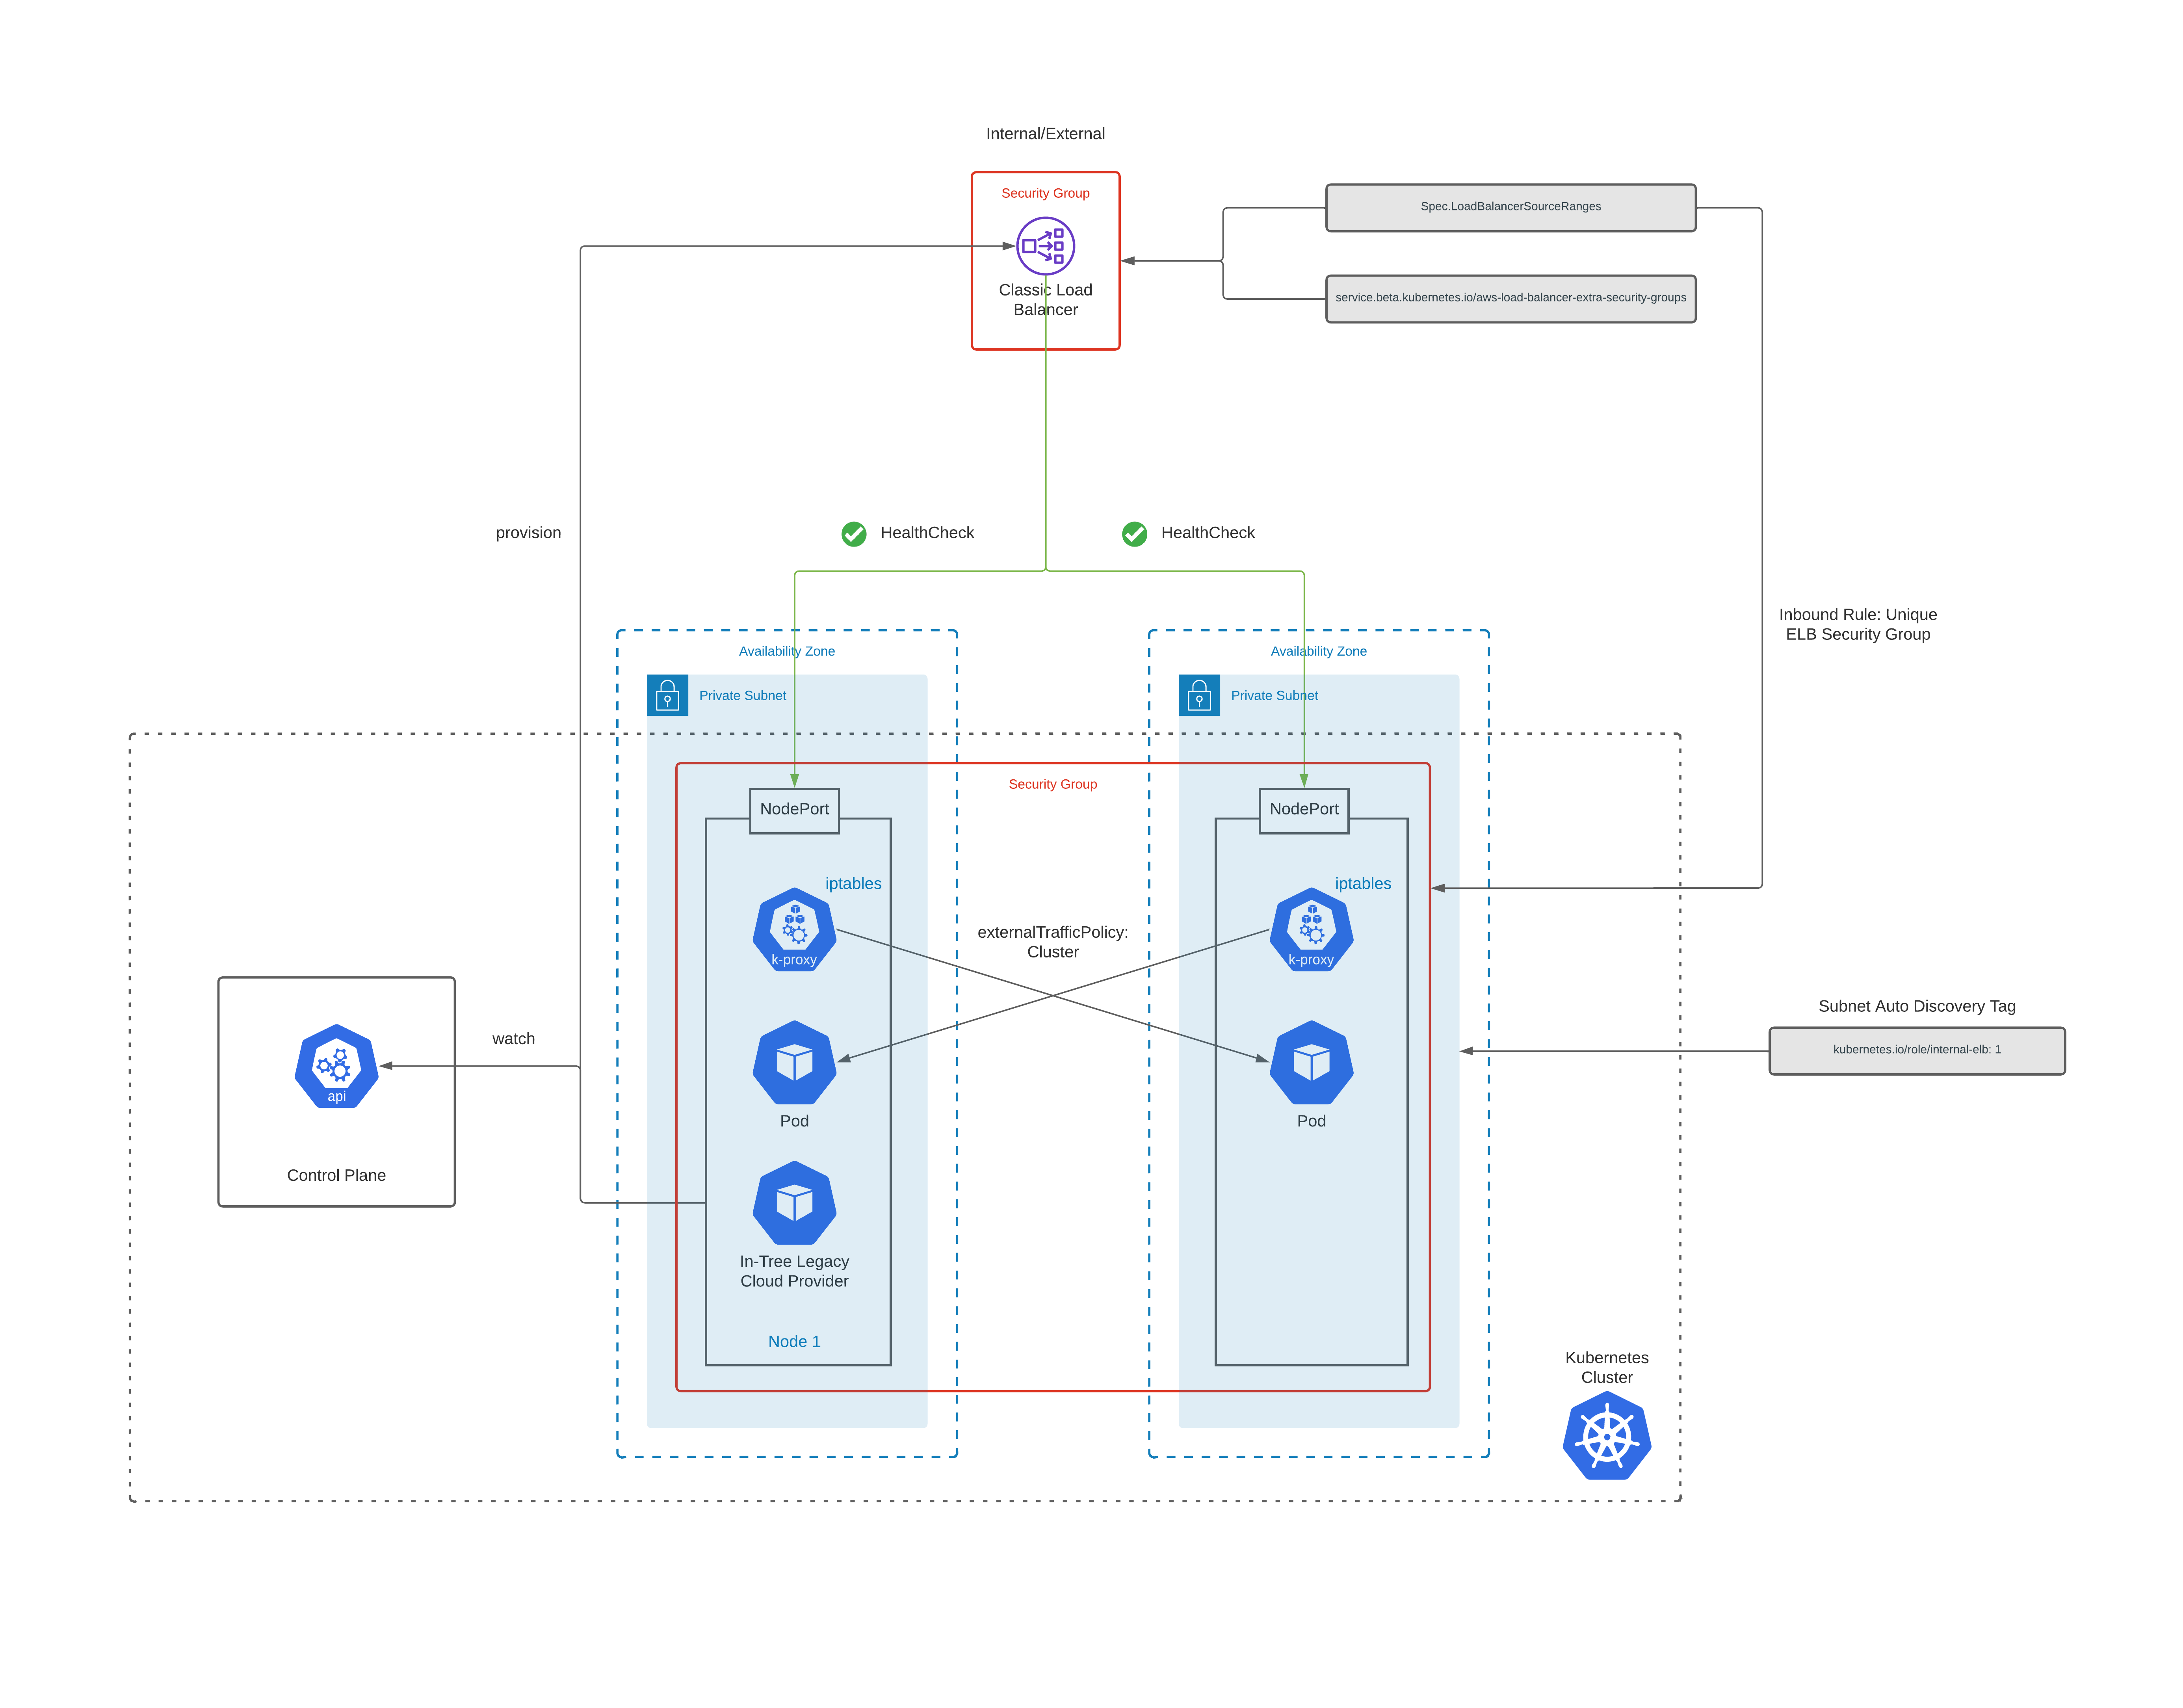 Internal/External
Security Group
Classic Load
Balancer
Spec.LoadBalancerSourceRanges
service.beta.kubernetes.io/aws-load-balancer-extra-security-groups
provision
HealthCheck
HealthCheck
Inbound Rule: Unique
ELB Security Group
Availability Zone
Availability Zone
Private Subnet
Private Subnet
Security Group
NodePort
NodePort
iptables
iptables
k-proxy
k-proxy
externalTrafficPolicy:
Cluster
watch
api
Control Plane
Pod
Pod
Subnet Auto Discovery Tag
kubernetes.io/role/internal-elb: 1
In-Tree Legacy
Cloud Provider
Node 1
Kubernetes
Cluster